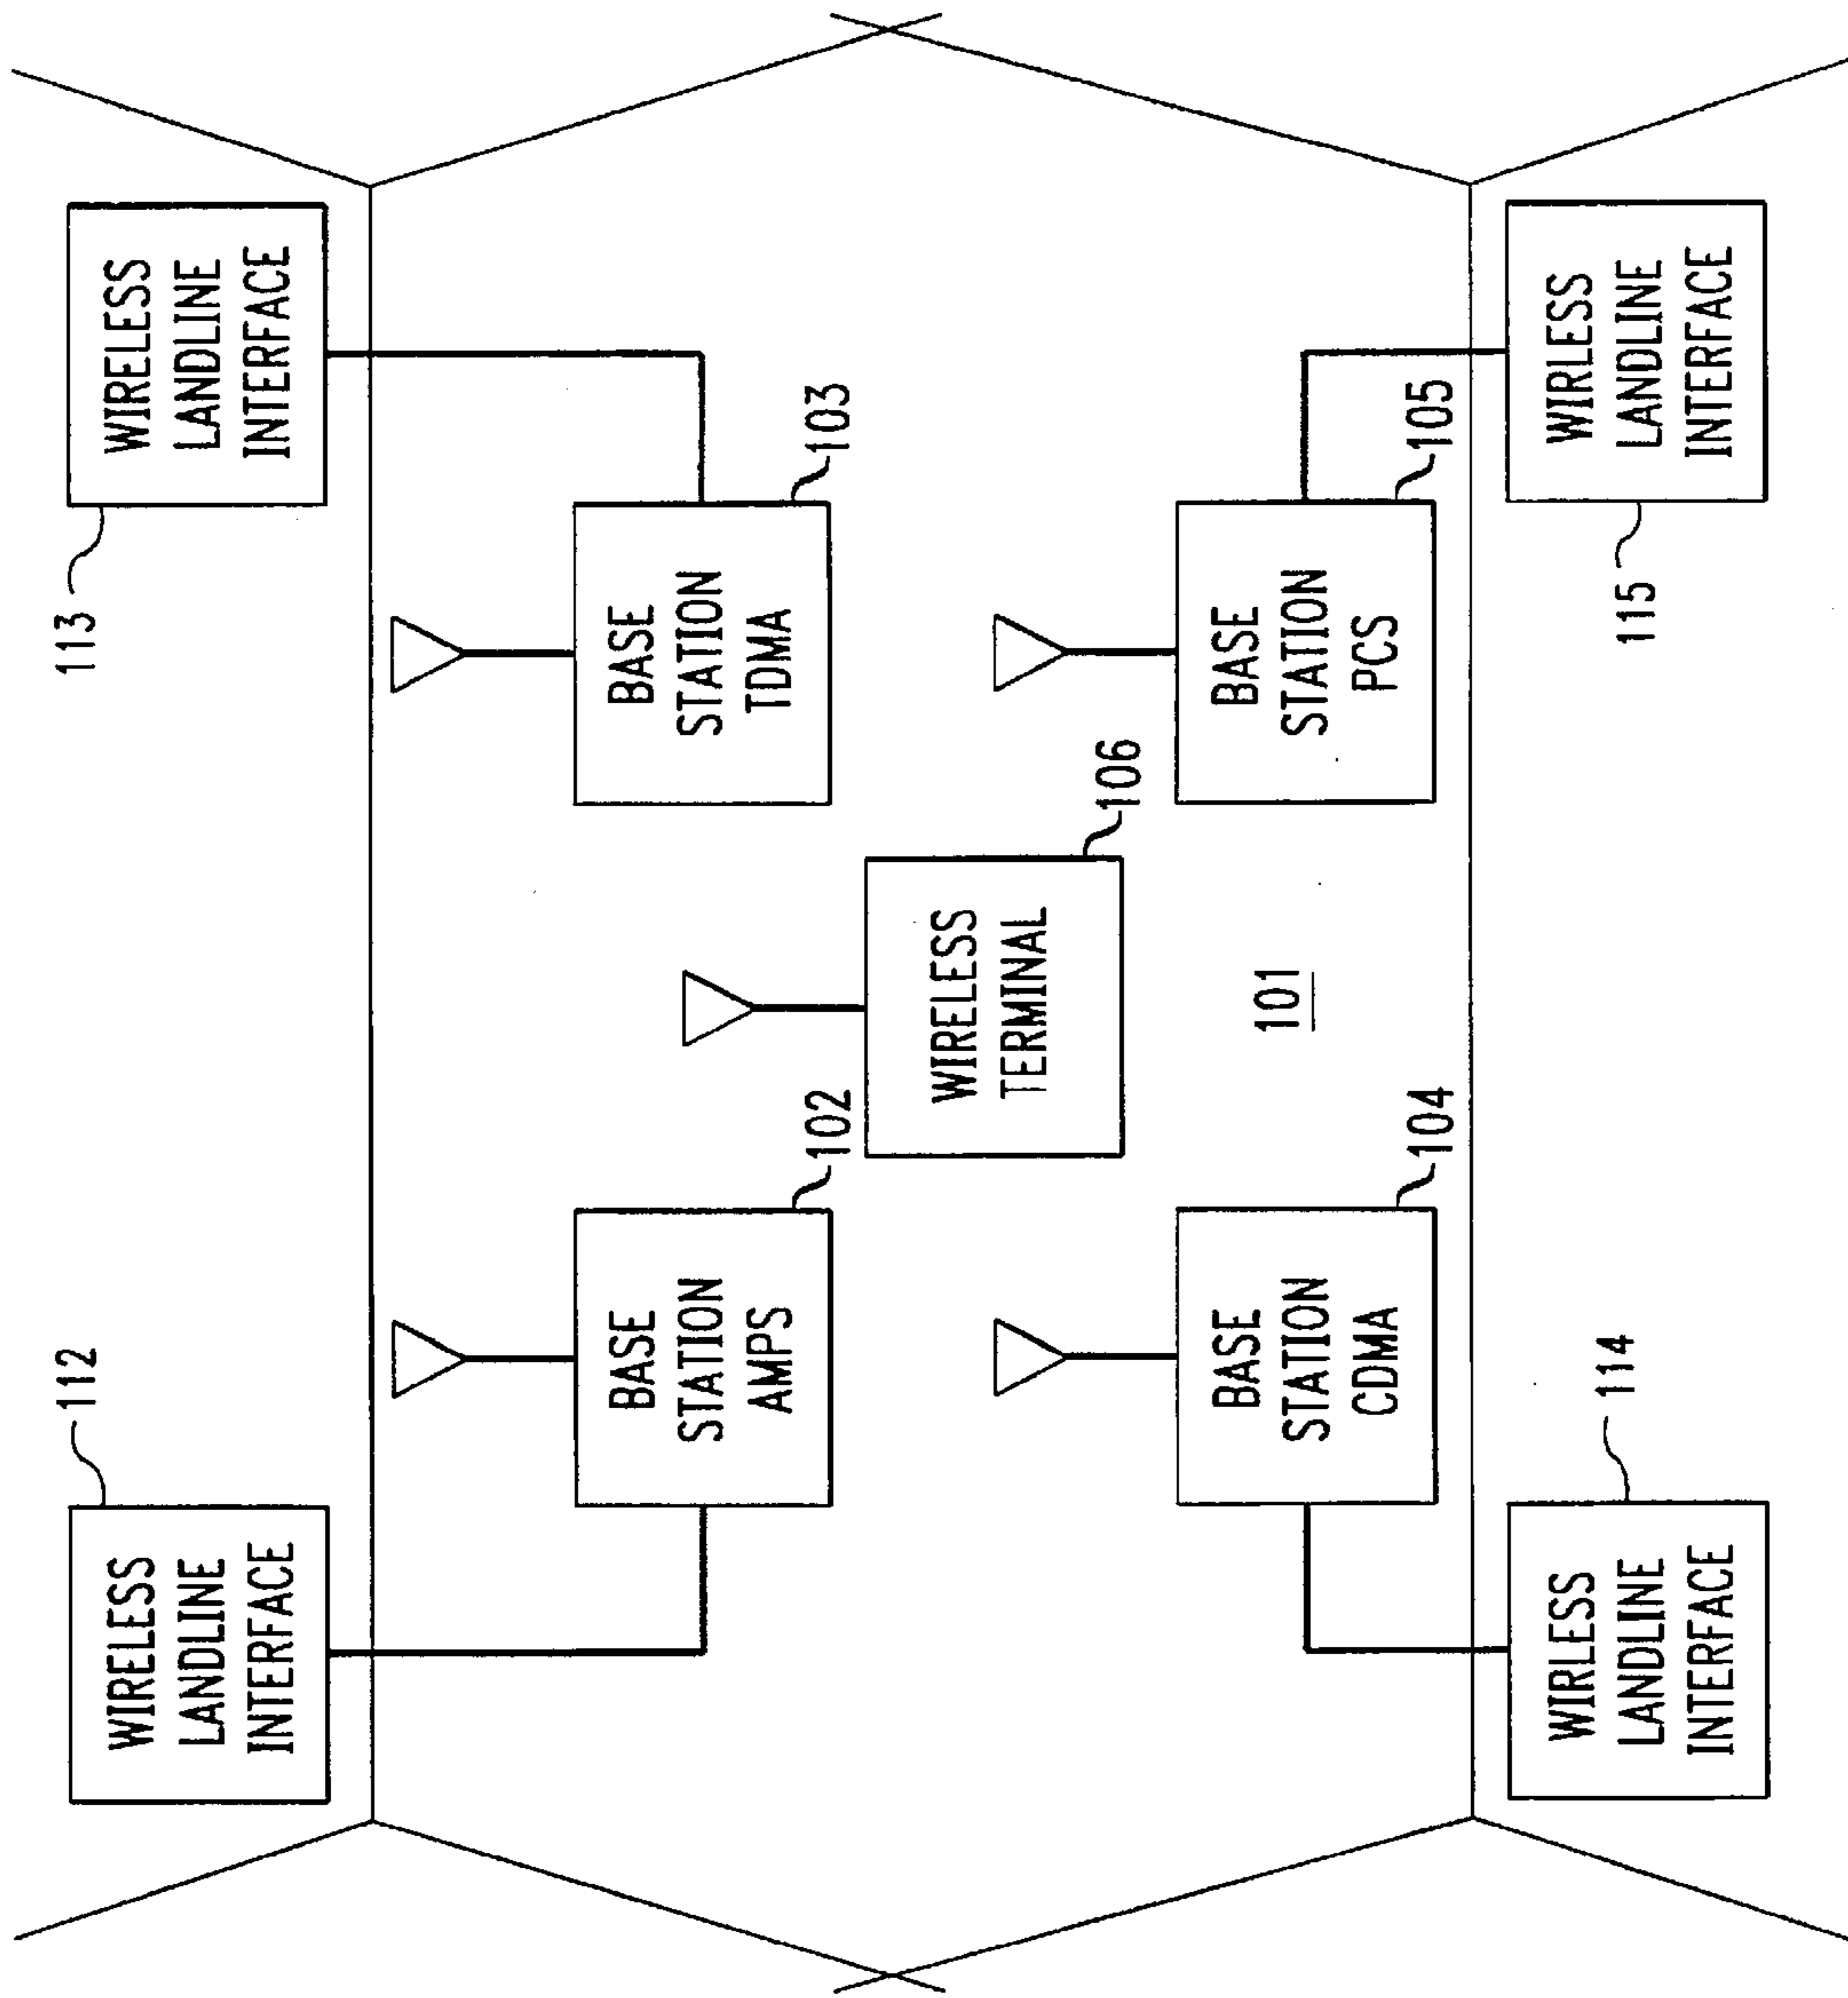 112
WIRELESS
LANDLINE
INTERFACE
113
WIRELESS
LANDLINE
INTERFACE
BASE
STATION
AMPS
102
BASE
STATION
TDMA
103
WIRELESS
TERMINAL
106
101
BASE
STATION
CDMA
104
BASE
STATION
PCS
105
WIRELESS
LANDLINE
INTERFACE
114
WIRLESS
LANDLINE
INTERFACE
115